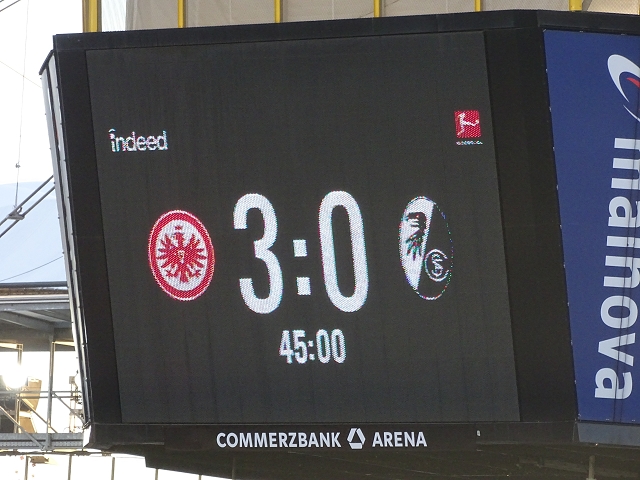 indeed
3:0
45:00
COMMERZBANK ARENA
mainova